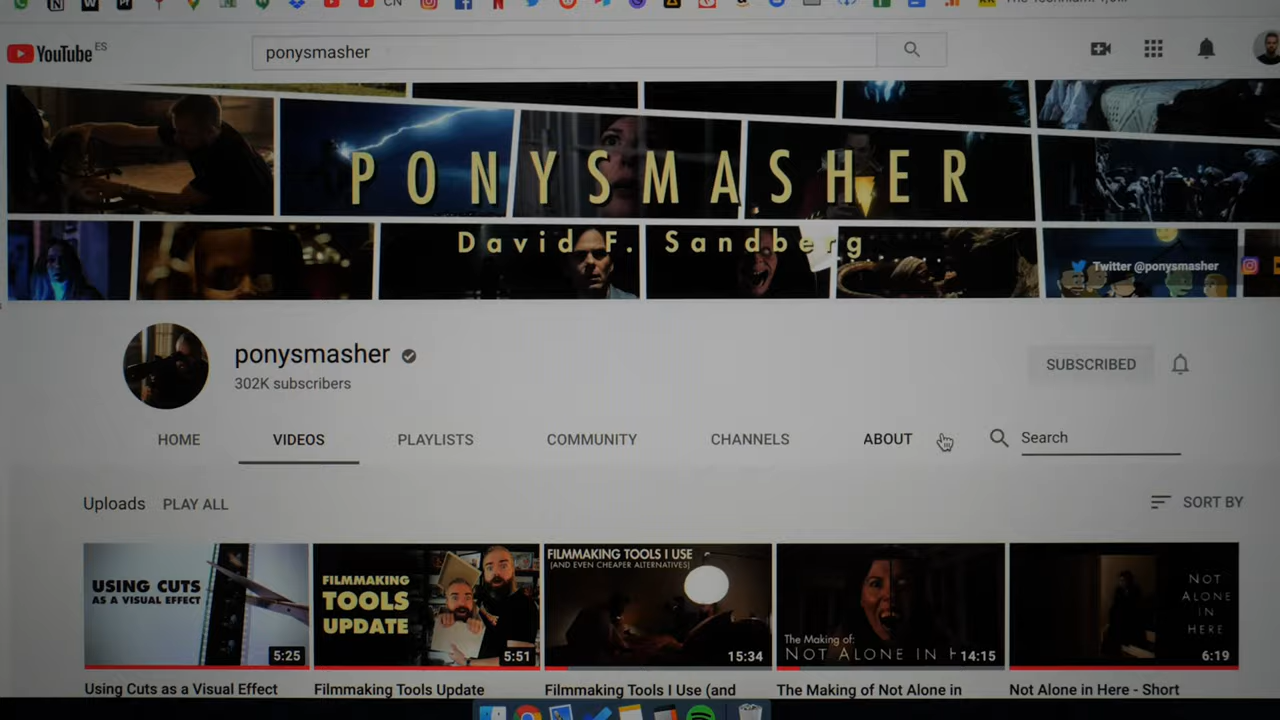 CN
YouTube ES
ponysmasher
PONYSMASHER
David F. Sandberg
Twitter @ponysmasher
ponysmasher
302K subscribers
SUBSCRIBED
HOME
VIDEOS
PLAYLISTS
COMMUNITY
CHANNELS
ABOUT
Search
Uploads
PLAY ALL
SORT BY
USING CUTS
AS A VISUAL EFFECT
5:25
FILMMAKING
TOOLS
UPDATE
5:51
FILMMAKING TOOLS I USE
(AND EVEN CHEAPER ALTERNATIVES)
15:34
The Making of:
NOT ALONE IN H
14:15
NOT
ALONE
IN
HERE
6:19
Using Cuts as a Visual Effect
Filmmaking Tools Update
Filmmaking Tools I Use (and
The Making of Not Alone in
Not Alone in Here - Short